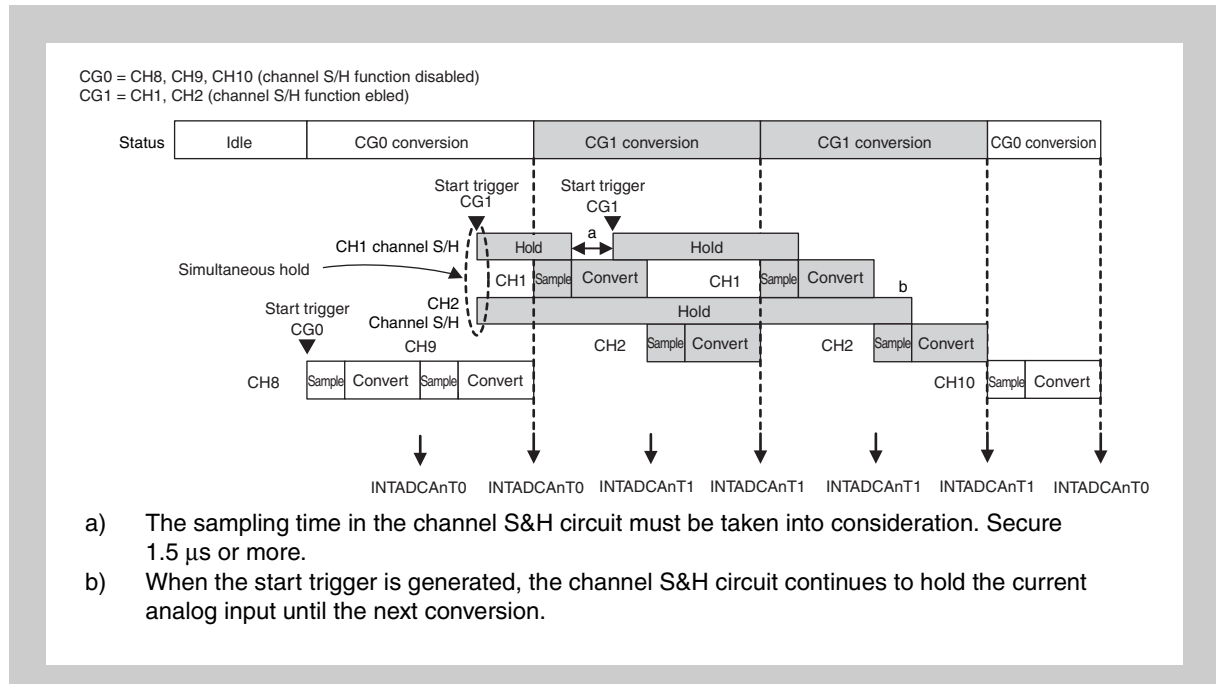 CG0 = CH8, CH9, CH10 (channel S/H function disabled)
CG1 = CH1, CH2 (channel S/H function ebled)
Status Idle CG0 conversion CG1 conversion CG1 conversion CG0 conversion
Start trigger
CG1
Start trigger
CG1
a
CH1 channel S/H Hold Hold
Simultaneous hold
CH1 Sample Convert CH1 Sample Convert
b
CH2
Channel S/H
Hold
Start trigger
CG0
CH9
CH2 Sample Convert CH2 Sample Convert
CH8 Sample Convert Sample Convert CH10 Sample Convert
INTADCAnT0 INTADCAnT0 INTADCAnT1 INTADCAnT1 INTADCAnT1 INTADCAnT1 INTADCAnT0
a) The sampling time in the channel S&H circuit must be taken into consideration. Secure
1.5 μs or more.
b) When the start trigger is generated, the channel S&H circuit continues to hold the current
analog input until the next conversion.